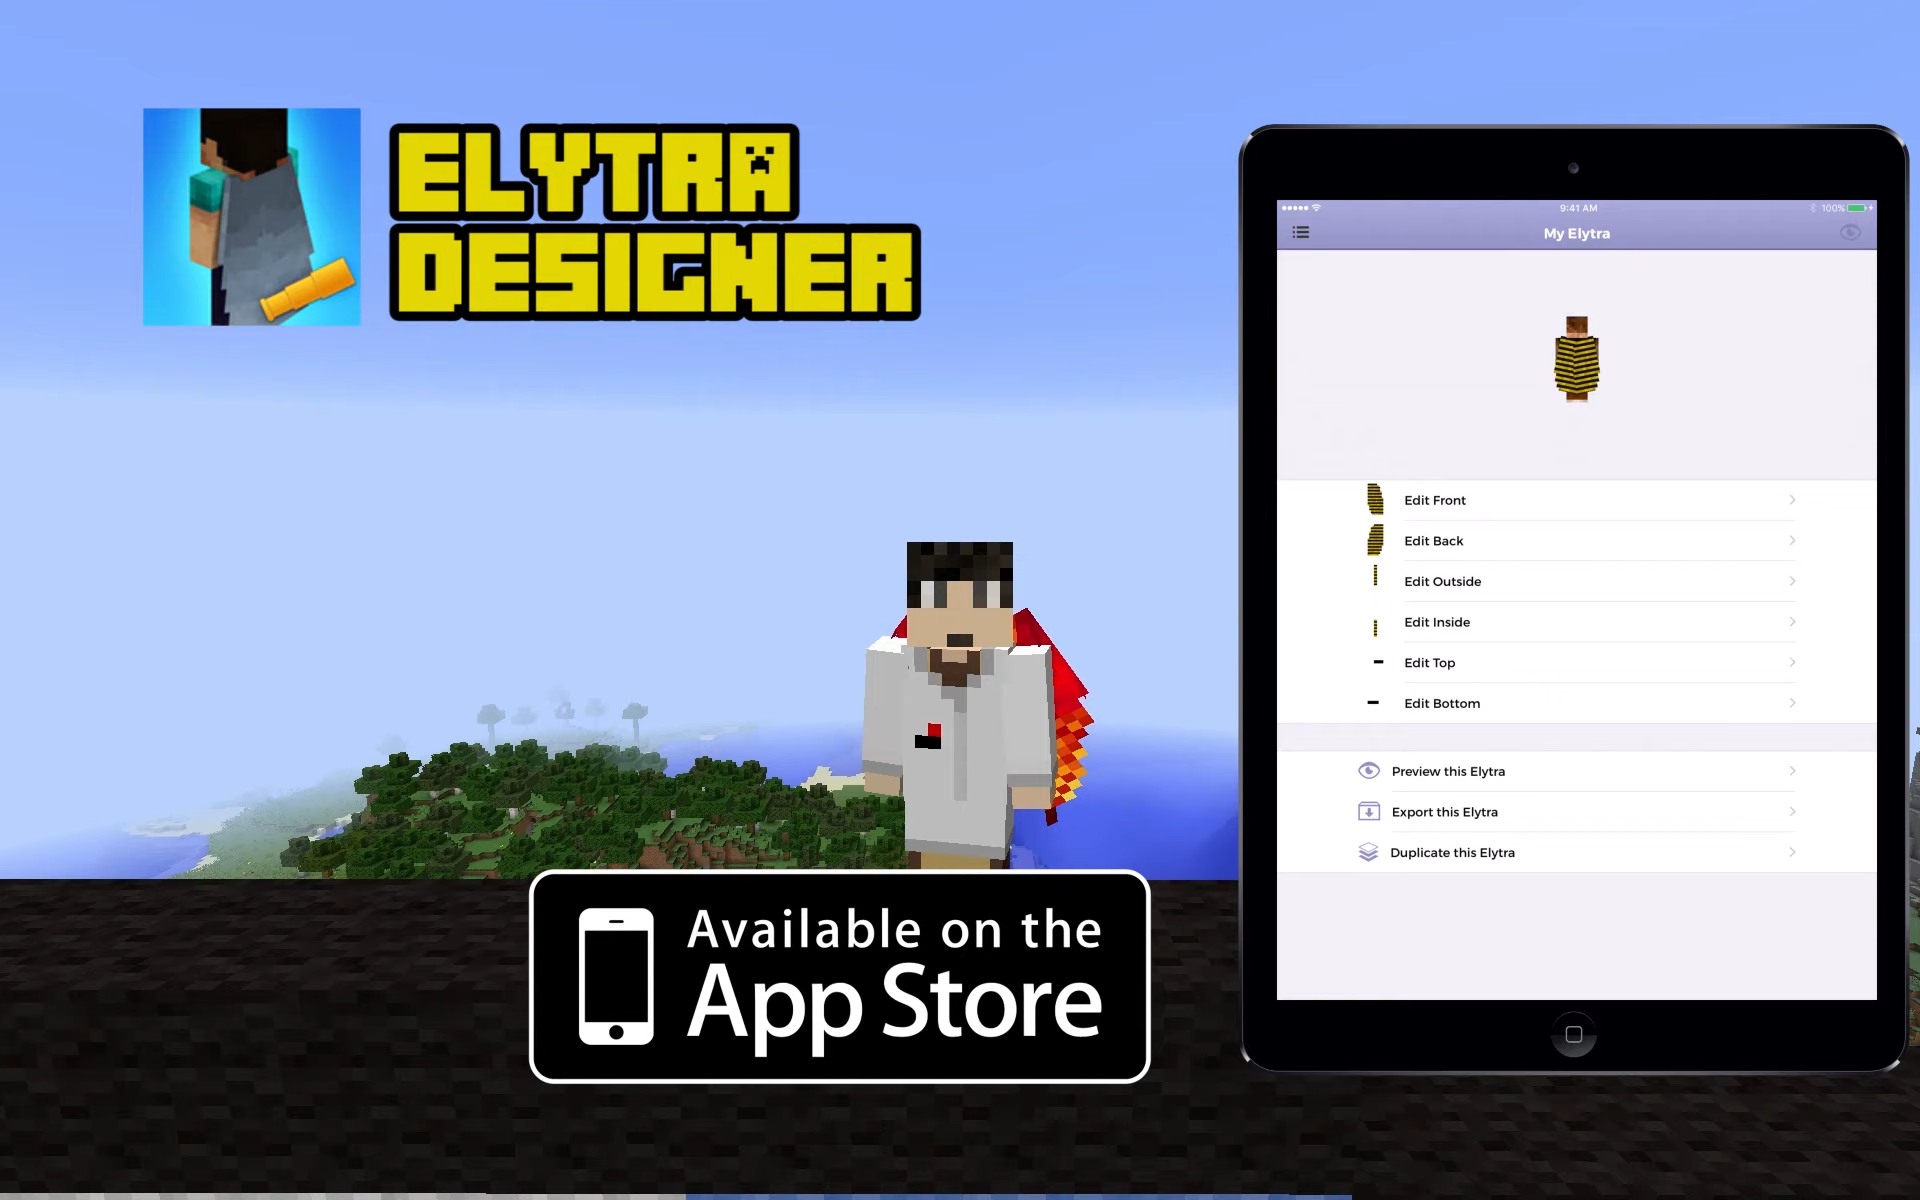 ELYTRA
DESIGNER
9:41 AM
100%
My Elytra
Edit Front
Edit Back
Edit Outside
Edit Inside
Edit Top
Edit Bottom
Preview this Elytra
Export this Elytra
Duplicate this Elytra
Available on the
App Store